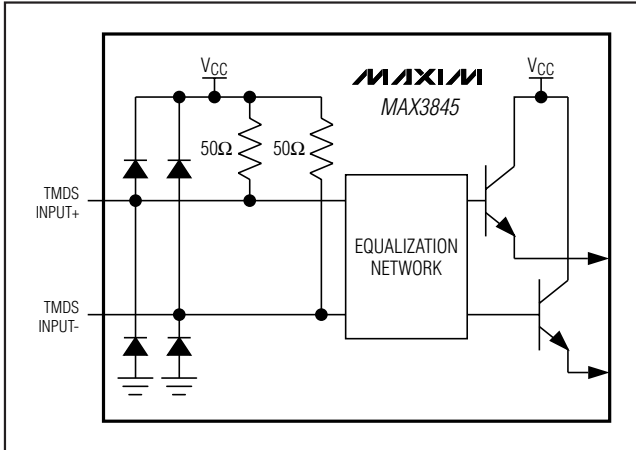 VCC
MAXIM
VCC
MAX3845
50Ω
50Ω
TMDS
INPUT+
EQUALIZATION
NETWORK
TMDS
INPUT-